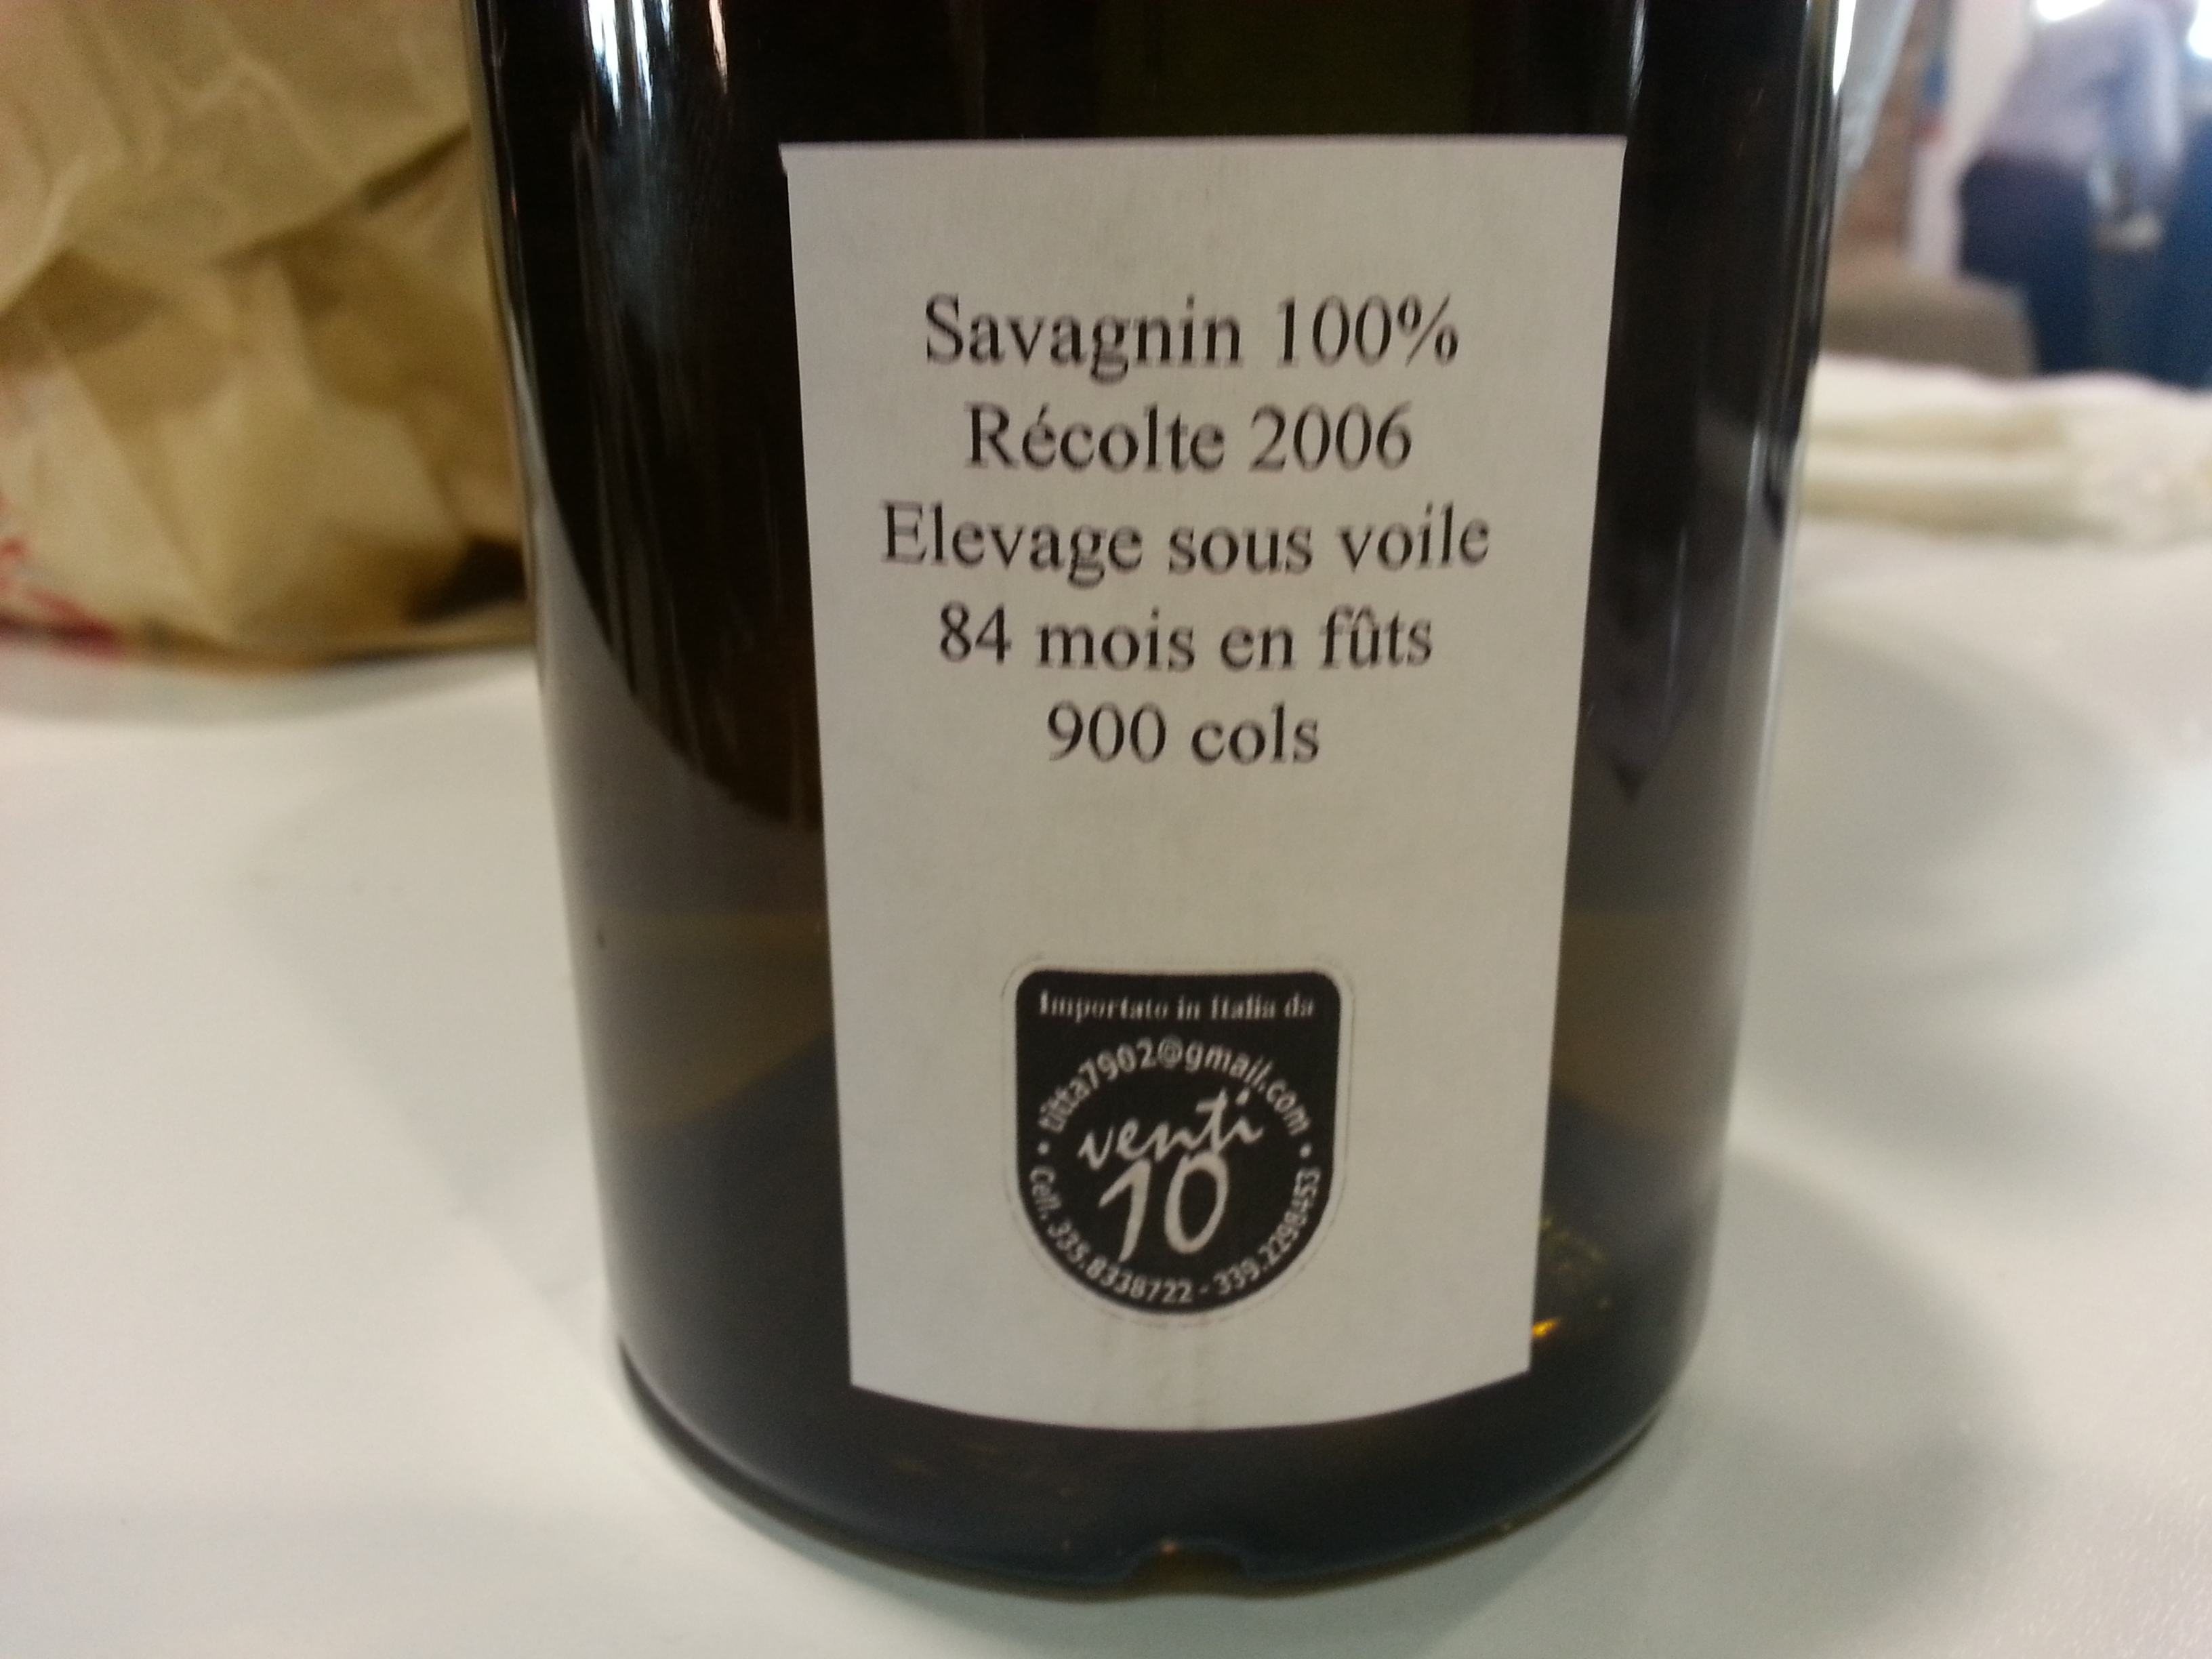 Savagnin 100%
Récolte 2006
Elevage sous voile
84 mois en fûts
900 cols
Importato in Italia da
titta7902@gmail.com
venti
10
Cell. 335.8338722 - 339.2298453